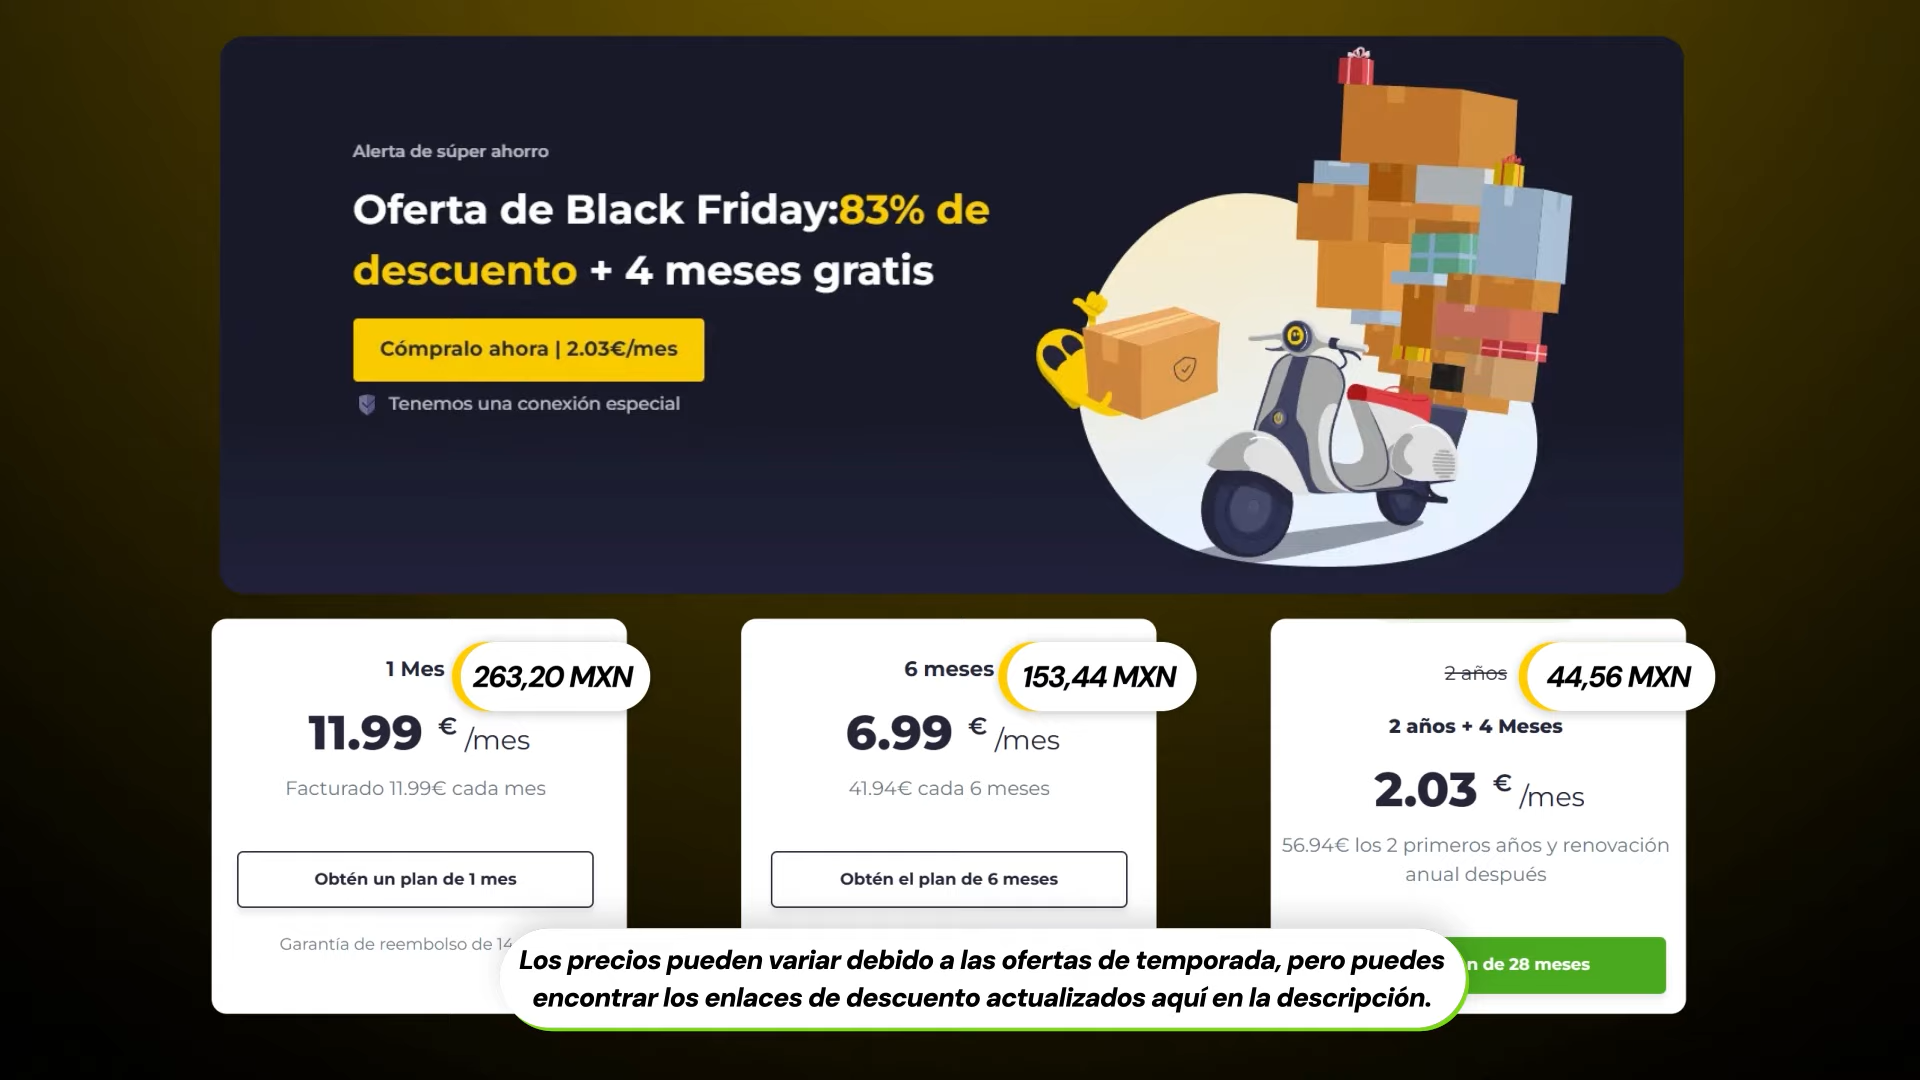 Alerta de súper ahorro
Oferta de Black Friday:83% de
descuento + 4 meses gratis
Cómpralo ahora | 2.03€/mes
Tenemos una conexión especial
1 Mes
263,20 MXN
11.99 € /mes
Facturado 11.99€ cada mes
Obtén un plan de 1 mes
Garantía de reembolso de 14
6 meses
153,44 MXN
6.99 € /mes
41.94€ cada 6 meses
Obtén el plan de 6 meses
2 años
44,56 MXN
2 años + 4 Meses
2.03 € /mes
56.94€ los 2 primeros años y renovación
anual después
n de 28 meses
Los precios pueden variar debido a las ofertas de temporada, pero puedes
encontrar los enlaces de descuento actualizados aquí en la descripción.